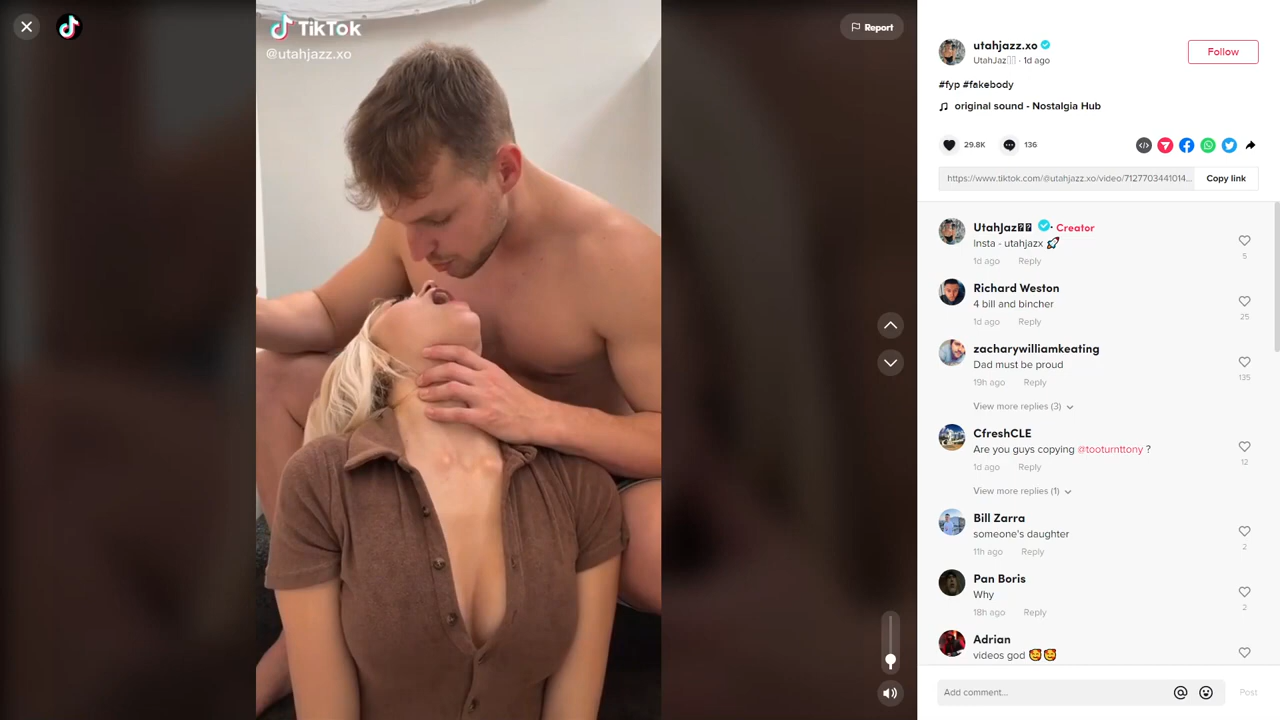 TikTok
@utahjazz.xo
Report
utahjazz.xo
UtahJaz · 1d ago
Follow
#fyp #fakebody
original sound - Nostalgia Hub
29.8K
136
https://www.tiktok.com/@utahjazz.xo/video/7127703441014...
Copy link
UtahJaz · Creator
Insta - utahjazx 🚀
5
1d ago Reply
Richard Weston
4 bill and bincher
25
1d ago Reply
zacharywilliamkeating
Dad must be proud
135
19h ago Reply
View more replies (3)
CfreshCLE
Are you guys copying @tooturnttony ?
12
1d ago Reply
View more replies (1)
Bill Zarra
someone's daughter
2
11h ago Reply
Pan Boris
Why
2
18h ago Reply
Adrian
videos god 🥰🥰
Add comment...
Post